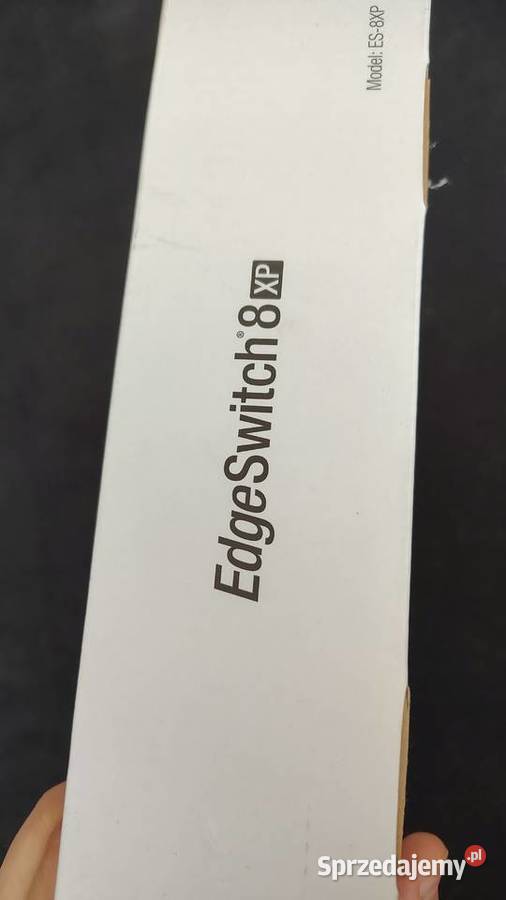 Model: ES-8XP
EdgeSwitch® 8 XP
Sprzedajemy.pl